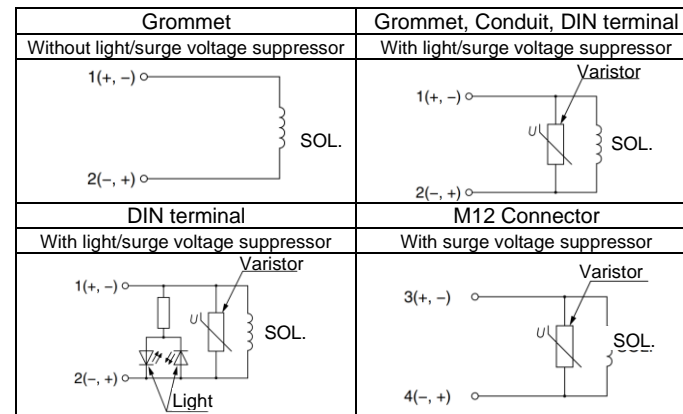 Grommet
Without light/surge voltage suppressor
1(+, −)
SOL.
2(−, +)
Grommet, Conduit, DIN terminal
With light/surge voltage suppressor
Varistor
1(+, −)
U
SOL.
2(−, +)
DIN terminal
With light/surge voltage suppressor
Varistor
1(+, −)
U
SOL.
2(−, +)
Light
M12 Connector
With surge voltage suppressor
Varistor
3(+, −)
U
SOL.
4(−, +)